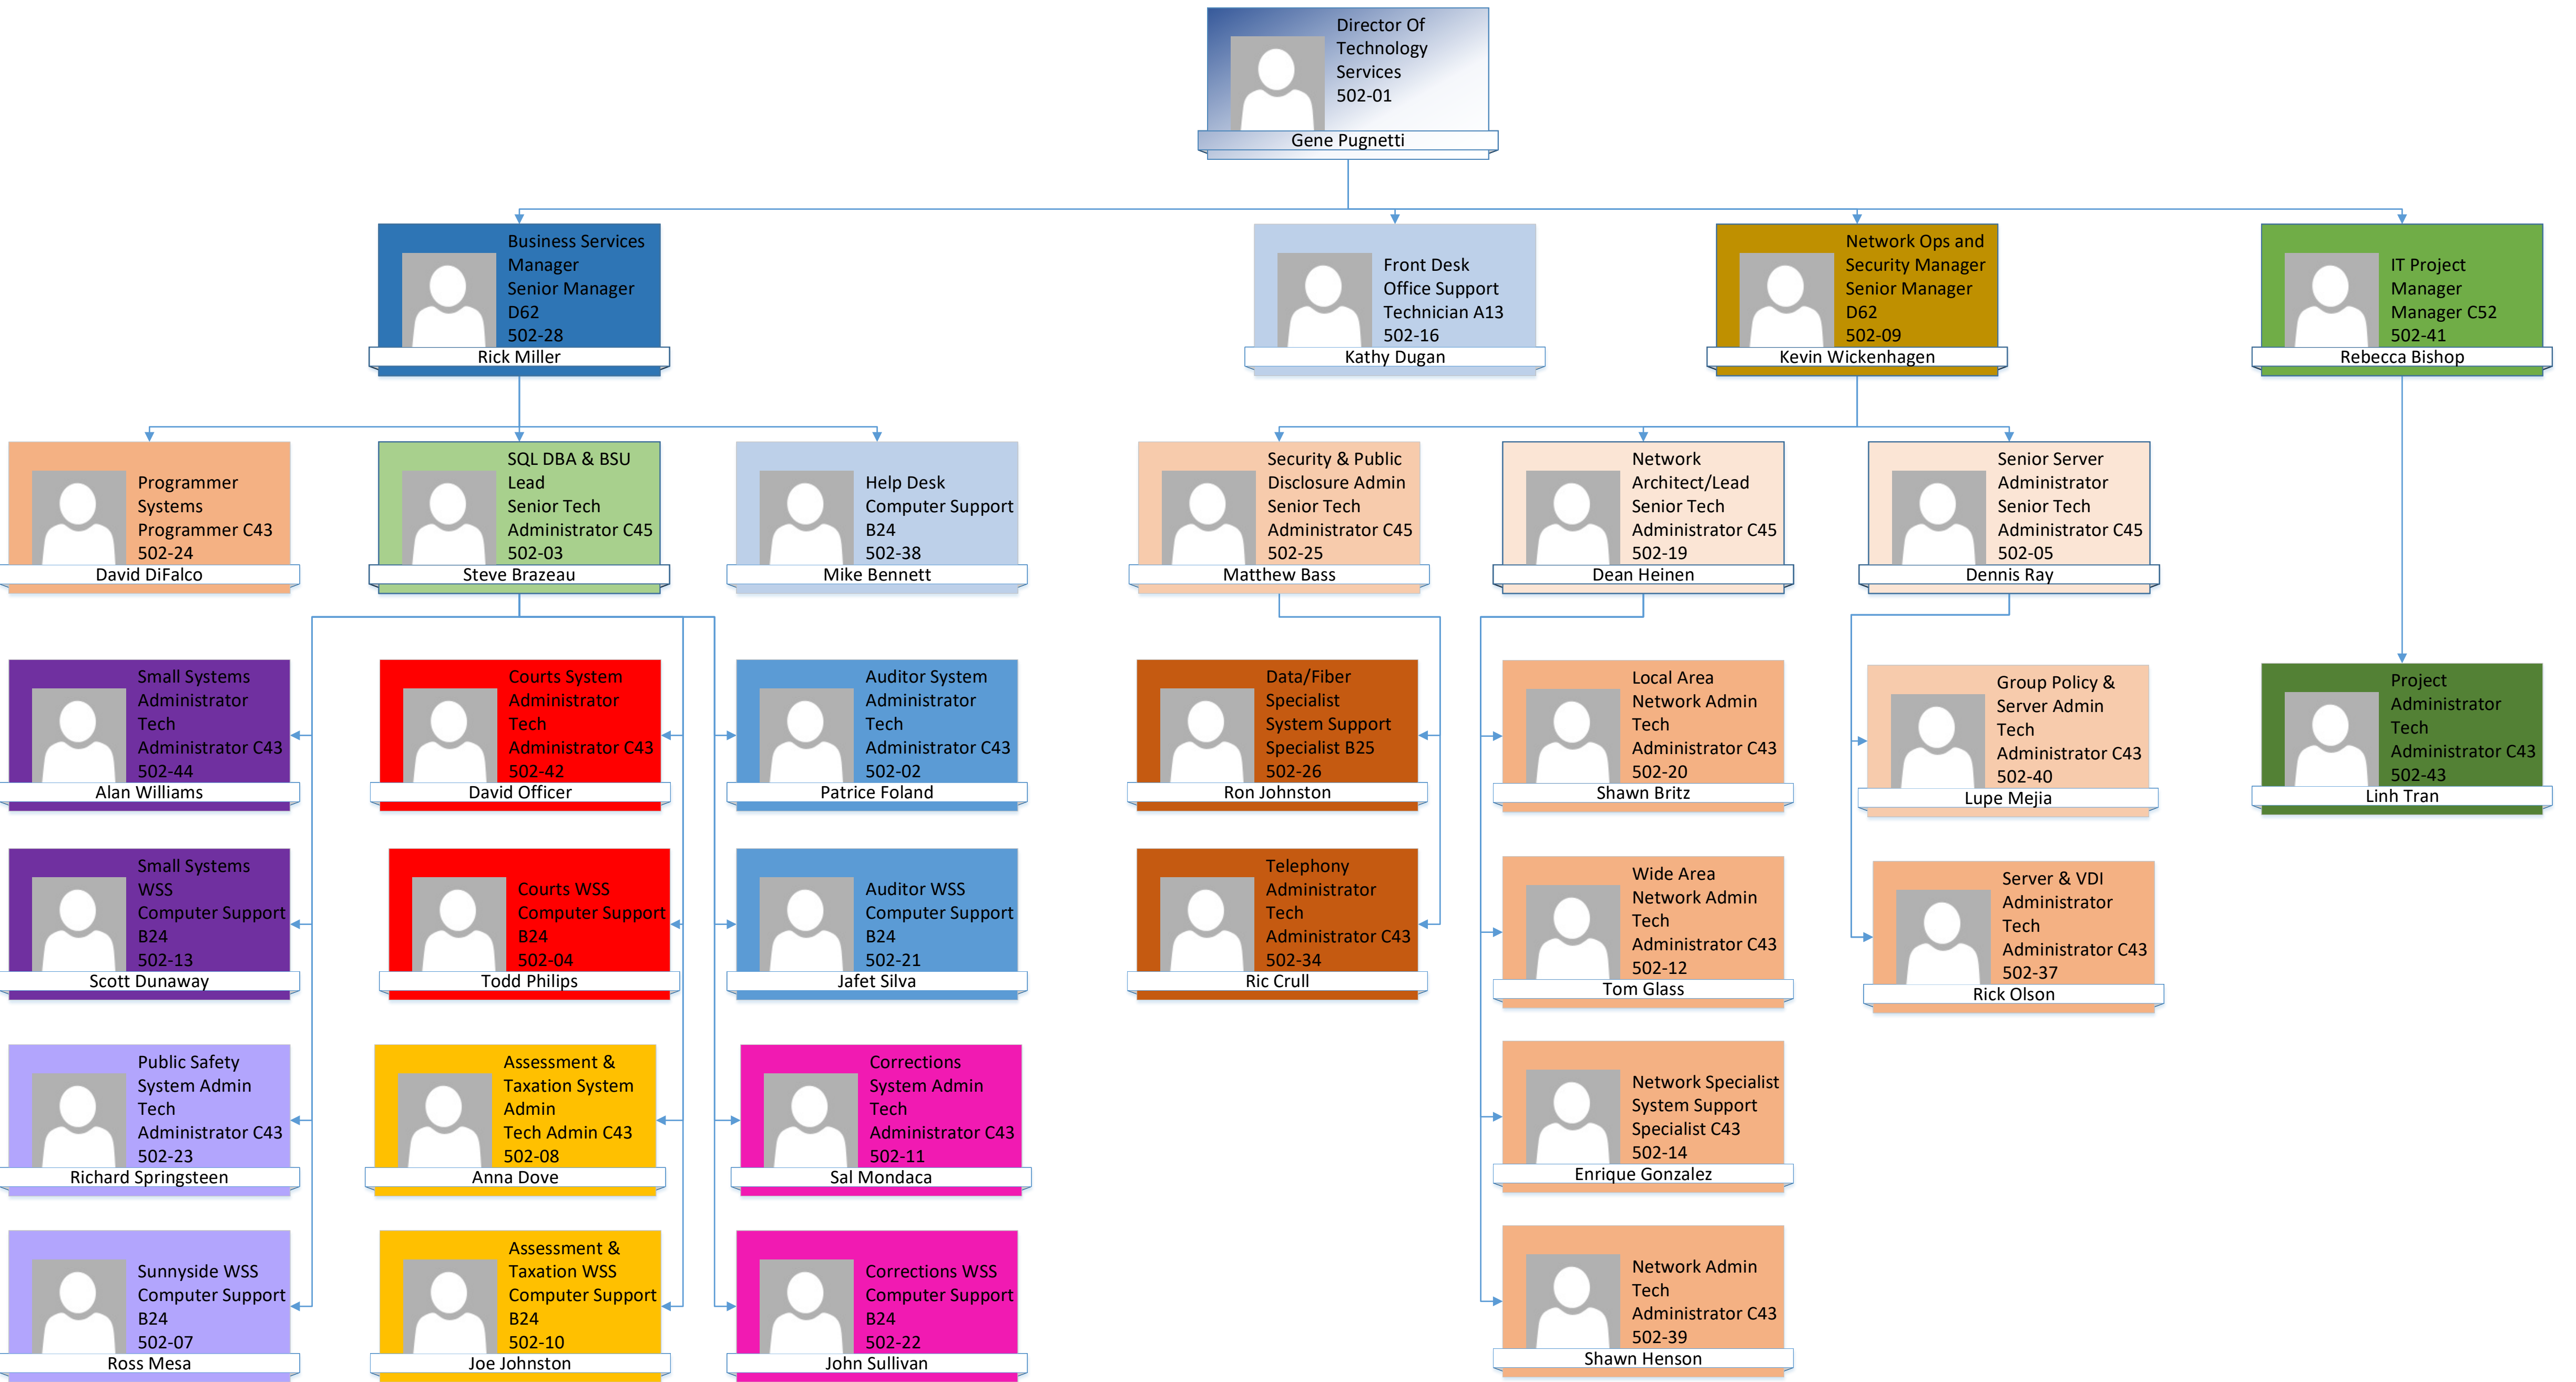 Director Of
Technology
Services
502-01
Gene Pugnetti
Business Services
Manager
Senior Manager
D62
502-28
Rick Miller
Front Desk
Office Support
Technician A13
502-16
Kathy Dugan
Network Ops and
Security Manager
Senior Manager
D62
502-09
Kevin Wickenhagen
IT Project
Manager
Manager C52
502-41
Rebecca Bishop
Programmer
Systems
Programmer C43
502-24
David DiFalco
SQL DBA & BSU
Lead
Senior Tech
Administrator C45
502-03
Steve Brazeau
Help Desk
Computer Support
B24
502-38
Mike Bennett
Security & Public
Disclosure Admin
Senior Tech
Administrator C45
502-25
Matthew Bass
Network
Architect/Lead
Senior Tech
Administrator C45
502-19
Dean Heinen
Senior Server
Administrator
Senior Tech
Administrator C45
502-05
Dennis Ray
Small Systems
Administrator
Tech
Administrator C43
502-44
Alan Williams
Courts System
Administrator
Tech
Administrator C43
502-42
David Officer
Auditor System
Administrator
Tech
Administrator C43
502-02
Patrice Foland
Data/Fiber
Specialist
System Support
Specialist B25
502-26
Ron Johnston
Local Area
Network Admin
Tech
Administrator C43
502-20
Shawn Britz
Group Policy &
Server Admin
Tech
Administrator C43
502-40
Lupe Mejia
Project
Administrator
Tech
Administrator C43
502-43
Linh Tran
Small Systems
WSS
Computer Support
B24
502-13
Scott Dunaway
Courts WSS
Computer Support
B24
502-04
Todd Philips
Auditor WSS
Computer Support
B24
502-21
Jafet Silva
Telephony
Administrator
Tech
Administrator C43
502-34
Ric Crull
Wide Area
Network Admin
Tech
Administrator C43
502-12
Tom Glass
Server & VDI
Administrator
Tech
Administrator C43
502-37
Rick Olson
Public Safety
System Admin
Tech
Administrator C43
502-23
Richard Springsteen
Assessment &
Taxation System
Admin
Tech Admin C43
502-08
Anna Dove
Corrections
System Admin
Tech
Administrator C43
502-11
Sal Mondaca
Network Specialist
System Support
Specialist C43
502-14
Enrique Gonzalez
Sunnyside WSS
Computer Support
B24
502-07
Ross Mesa
Assessment &
Taxation WSS
Computer Support
B24
502-10
Joe Johnston
Corrections WSS
Computer Support
B24
502-22
John Sullivan
Network Admin
Tech
Administrator C43
502-39
Shawn Henson